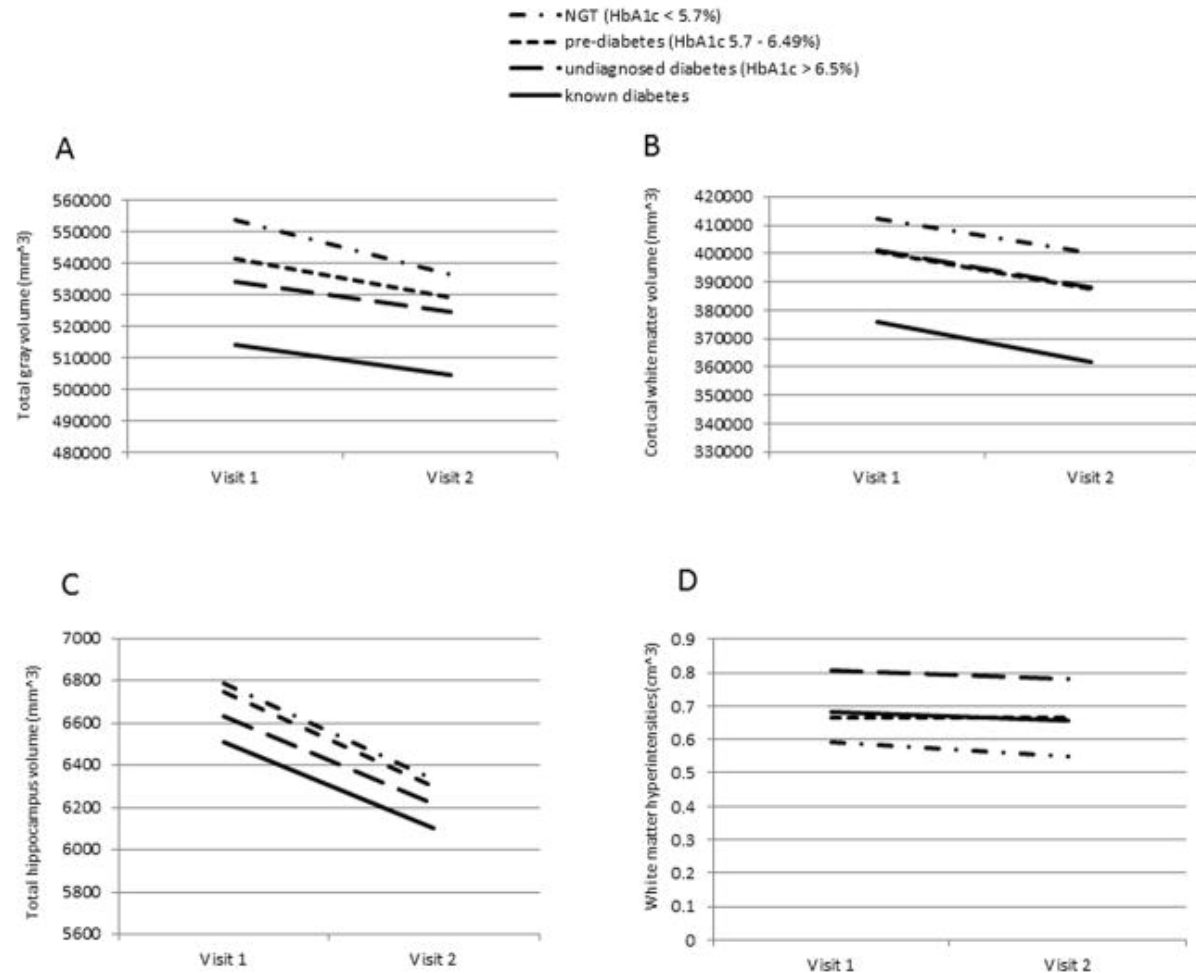 NGT (HbA1c < 5.7%)
pre-diabetes (HbA1c 5.7 - 6.49%)
undiagnosed diabetes (HbA1c > 6.5%)
known diabetes
A
Total gray volume (mm^3)
560000
550000
540000
530000
520000
510000
500000
490000
480000
Visit 1 Visit 2
B
Cortical white matter volume (mm^3)
420000
410000
400000
390000
380000
370000
360000
350000
340000
330000
Visit 1 Visit 2
C
Total hippocampus volume (mm^3)
7000
6800
6600
6400
6200
6000
5800
5600
Visit 1 Visit 2
D
White matter hyperintensities(cm^3)
0.9
0.8
0.7
0.6
0.5
0.4
0.3
0.2
0.1
0
Visit 1 Visit 2